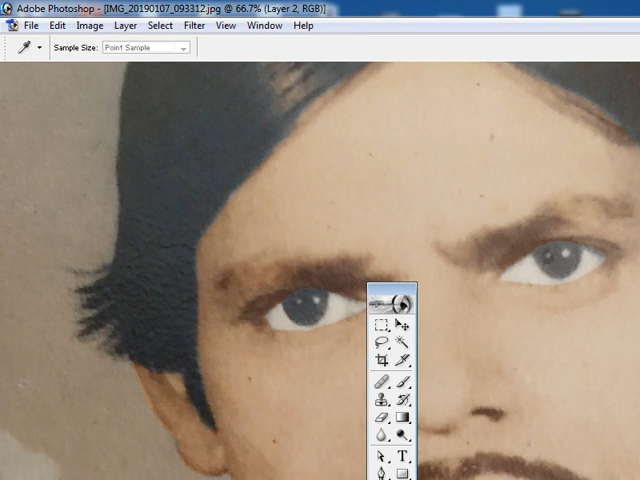 Adobe Photoshop - [IMG_20190107_093312.jpg @ 66.7% (Layer 2, RGB)]
File Edit Image Layer Select Filter View Window Help
Sample Size: Point Sample
T